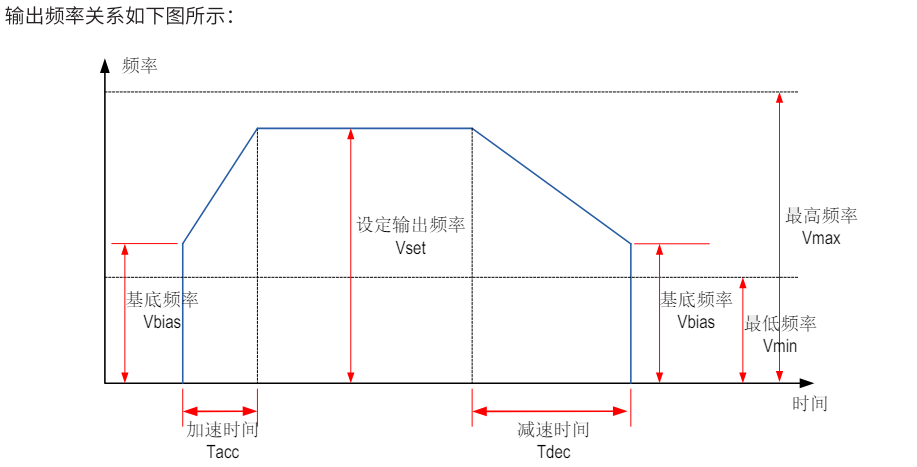 输出频率关系如下图所示：
频率
设定输出频率
Vset
最高频率
Vmax
基底频率
Vbias
基底频率
Vbias
最低频率
Vmin
时间
加速时间
Tacc
减速时间
Tdec